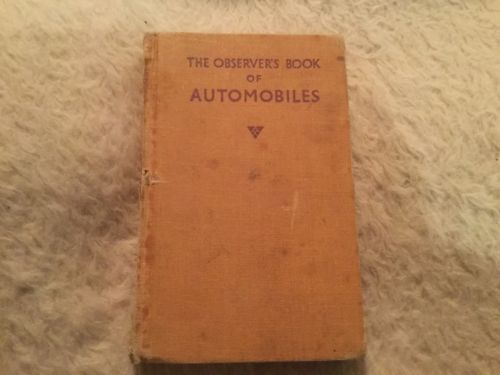 THE OBSERVER'S BOOK
OF
AUTOMOBILES